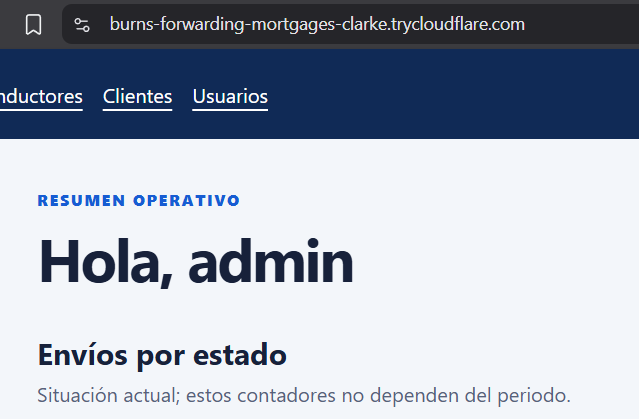 burns-forwarding-mortgages-clarke.trycloudflare.com
nductores Clientes Usuarios
RESUMEN OPERATIVO
Hola, admin
Envíos por estado
Situación actual; estos contadores no dependen del periodo.